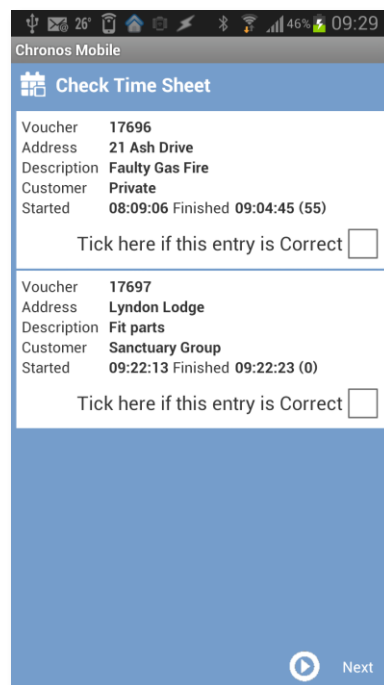 26° 46% 09:29
Chronos Mobile
Check Time Sheet
Voucher 17696
Address 21 Ash Drive
Description Faulty Gas Fire
Customer Private
Started 08:09:06 Finished 09:04:45 (55)
Tick here if this entry is Correct
Voucher 17697
Address Lyndon Lodge
Description Fit parts
Customer Sanctuary Group
Started 09:22:13 Finished 09:22:23 (0)
Tick here if this entry is Correct
Next